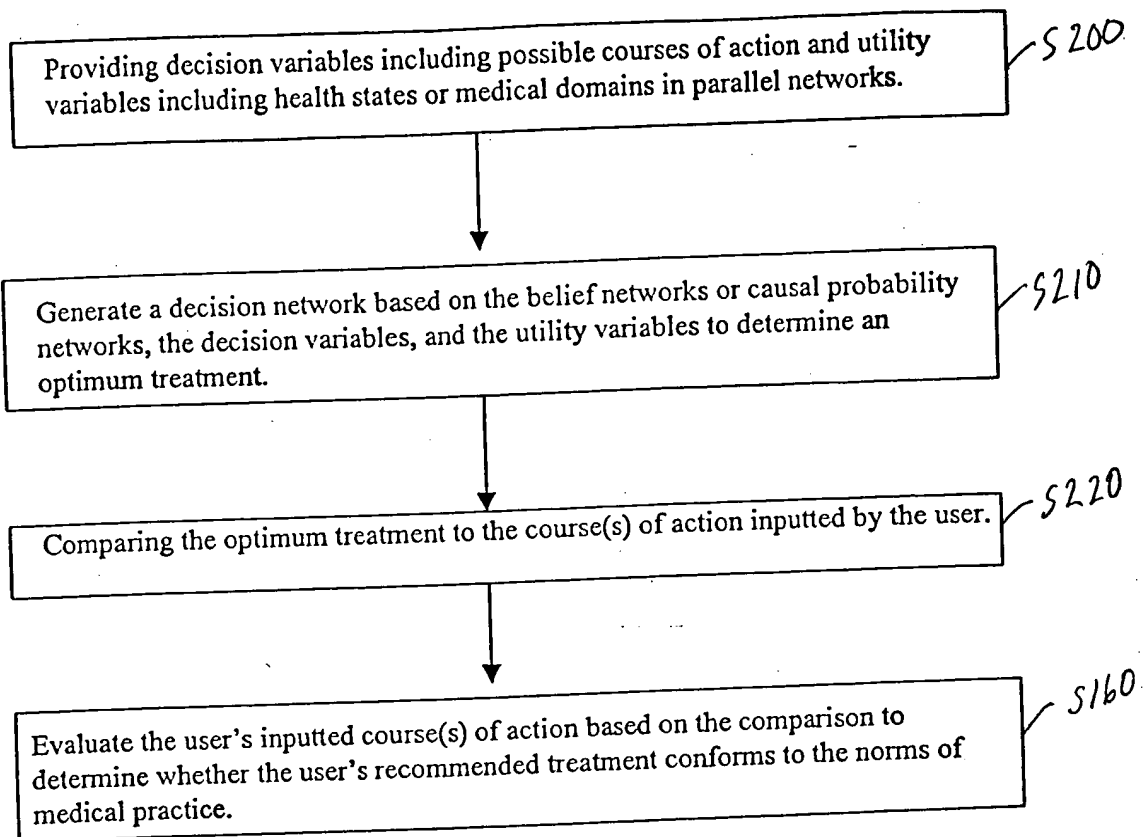 Providing decision variables including possible courses of action and utility
variables including health states or medical domains in parallel networks.
S200
Generate a decision network based on the belief networks or causal probability
networks, the decision variables, and the utility variables to determine an
optimum treatment.
S210
Comparing the optimum treatment to the course(s) of action inputted by the user.
S220
Evaluate the user's inputted course(s) of action based on the comparison to
determine whether the user's recommended treatment conforms to the norms of
medical practice.
S160